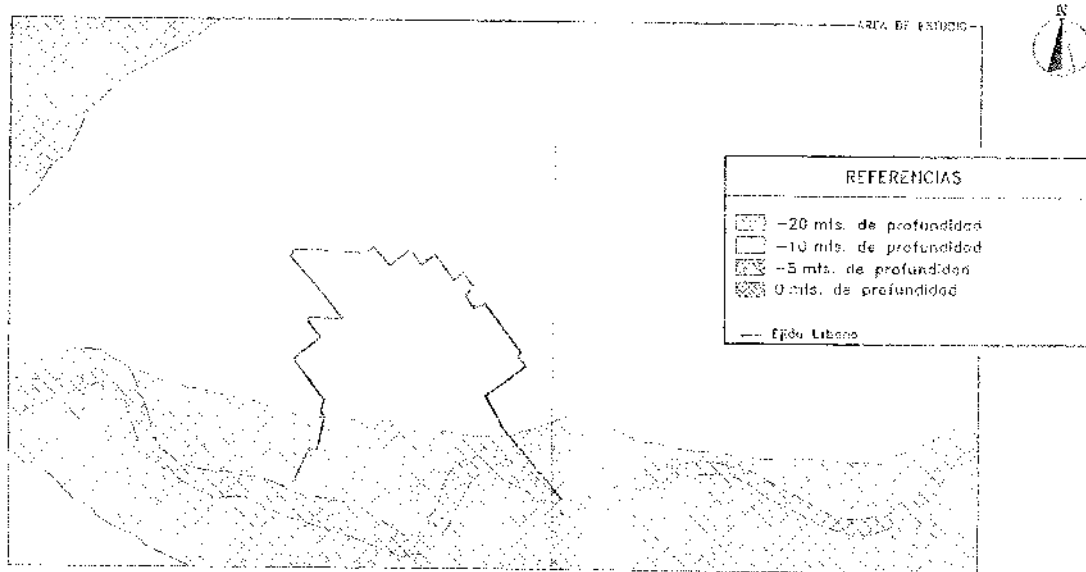 AREA DE ESTUDIO
N
REFERENCIAS
-20 mts. de profundidad
-10 mts. de profundidad
-5 mts. de profundidad
0 mts. de profundidad
Ejido Urbano